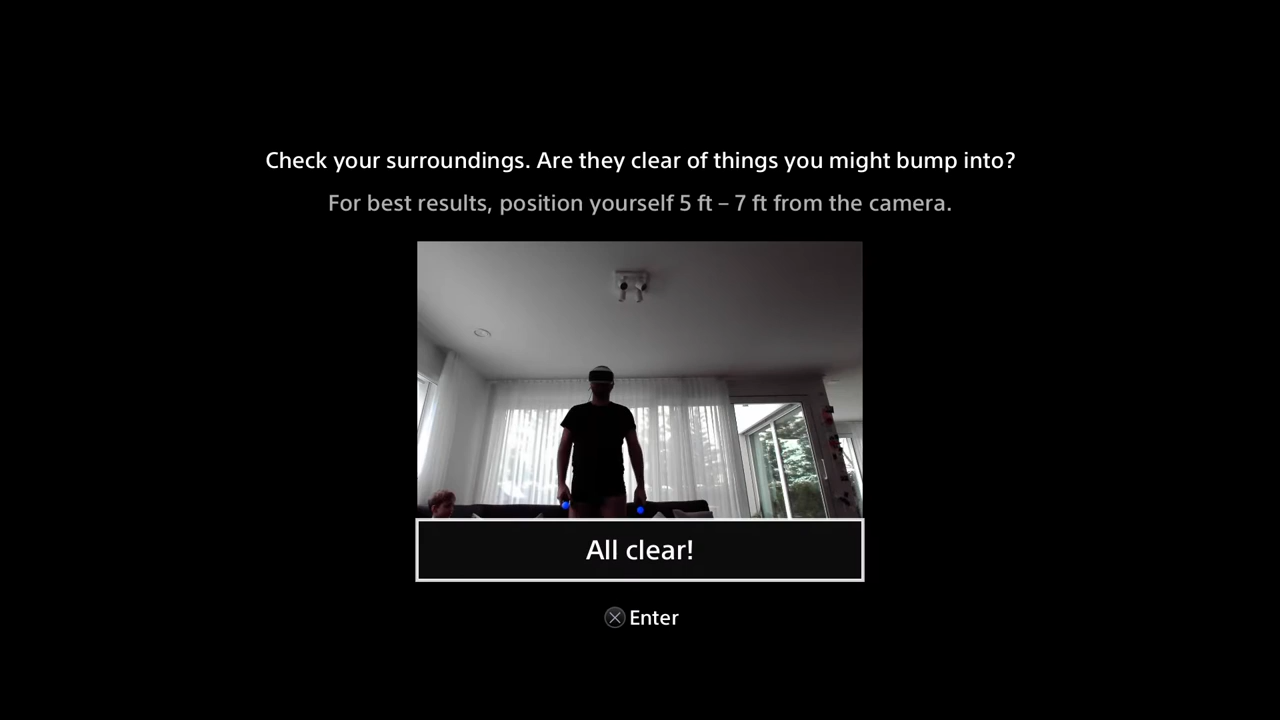 Check your surroundings. Are they clear of things you might bump into?
For best results, position yourself 5 ft – 7 ft from the camera.
All clear!
Enter